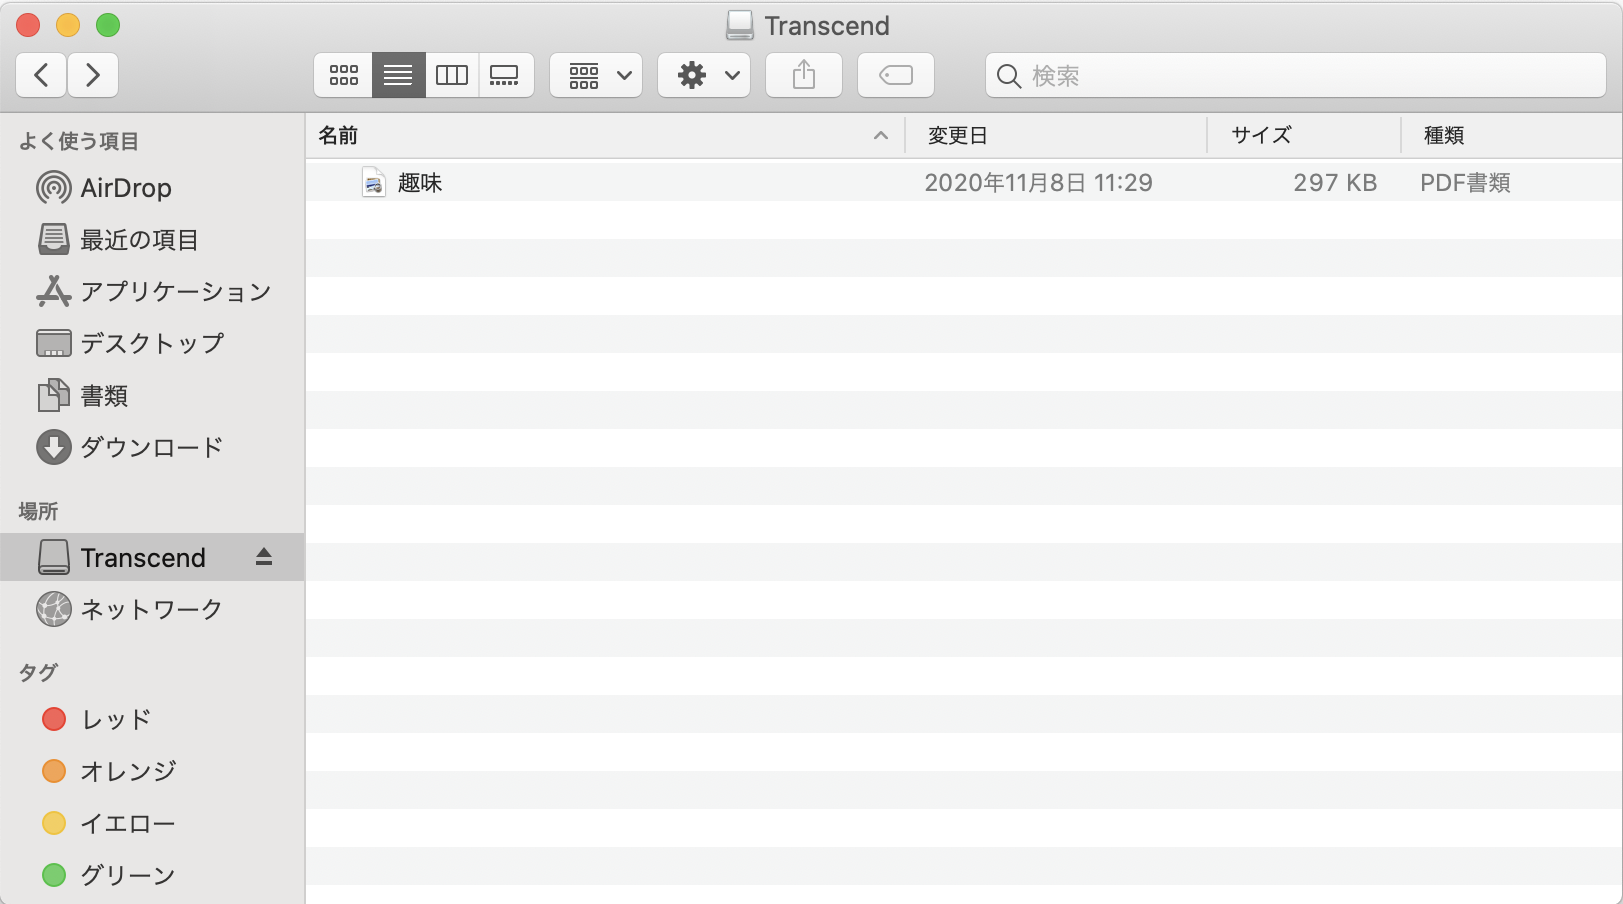 Transcend
検索
よく使う項目
AirDrop
最近の項目
アプリケーション
デスクトップ
書類
ダウンロード
場所
Transcend
ネットワーク
タグ
レッド
オレンジ
イエロー
グリーン
名前 変更日 サイズ 種類
趣味 2020年11月8日 11:29 297 KB PDF書類